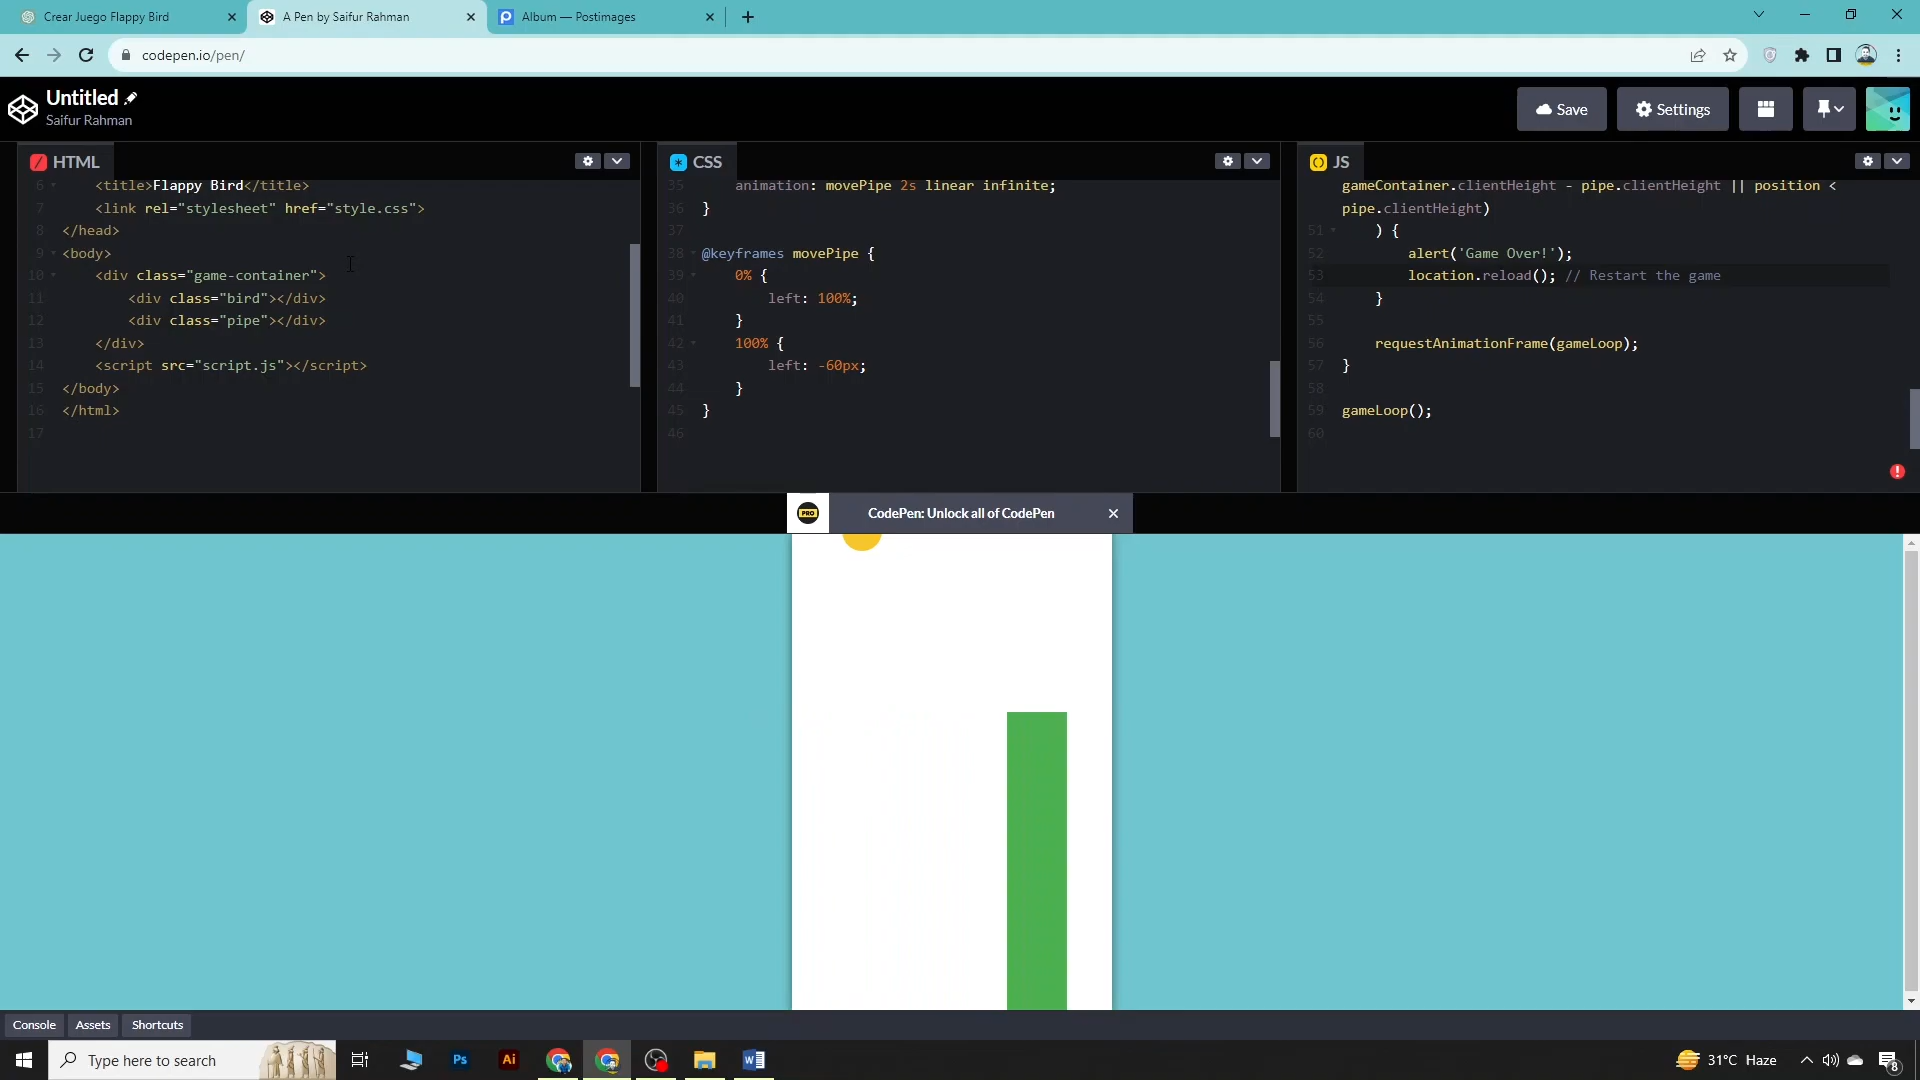 Crear Juego Flappy Bird
A Pen by Saifur Rahman
Album — Postimages
codepen.io/pen/
Untitled
Saifur Rahman
Save
Settings
HTML
6 <title>Flappy Bird</title>
7 <link rel="stylesheet" href="style.css">
8 </head>
9 <body>
10 <div class="game-container">
11 <div class="bird"></div>
12 <div class="pipe"></div>
13 </div>
14 <script src="script.js"></script>
15 </body>
16 </html>
17
CSS
35 animation: movePipe 2s linear infinite;
36 }
37
38 @keyframes movePipe {
39 0% {
40 left: 100%;
41 }
42 100% {
43 left: -60px;
44 }
45 }
46
JS
gameContainer.clientHeight - pipe.clientHeight || position <
pipe.clientHeight)
51 ) {
52 alert('Game Over!');
53 location.reload(); // Restart the game
54 }
55
56 requestAnimationFrame(gameLoop);
57 }
58
59 gameLoop();
60
PRO
CodePen: Unlock all of CodePen
Console
Assets
Shortcuts
Type here to search
Ps
Ai
31°C Haze
8